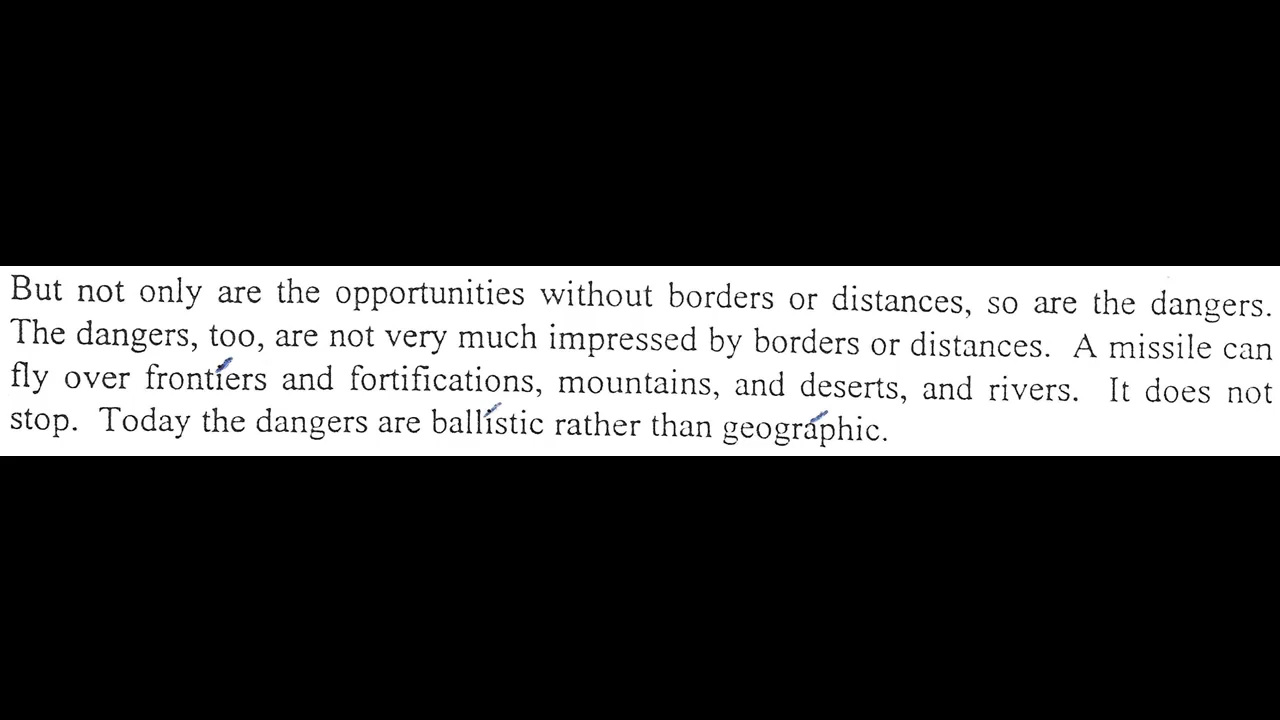 But not only are the opportunities without borders or distances, so are the dangers.
The dangers, too, are not very much impressed by borders or distances. A missile can
fly over frontiers and fortifications, mountains, and deserts, and rivers. It does not
stop. Today the dangers are ballistic rather than geographic.